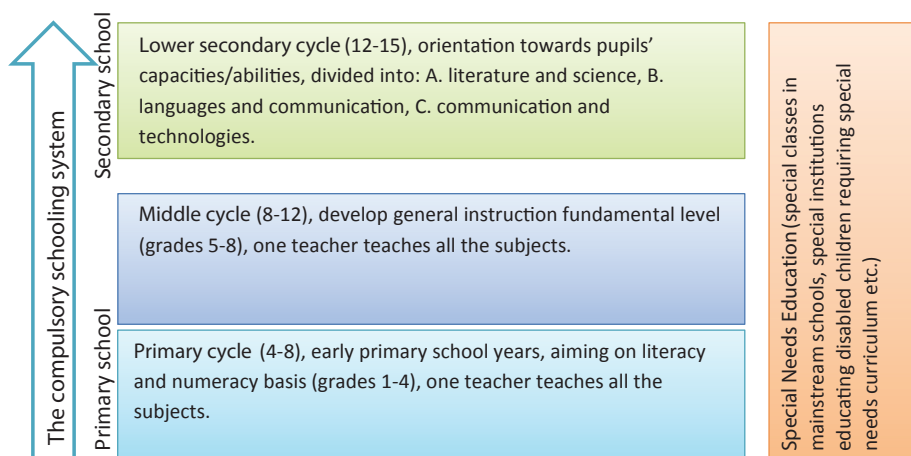 The compulsory schooling system
Secondary school
Lower secondary cycle (12-15), orientation towards pupils’
capacities/abilities, divided into: A. literature and science, B.
languages and communication, C. communication and
technologies.
Primary school
Middle cycle (8-12), develop general instruction fundamental level
(grades 5-8), one teacher teaches all the subjects.
Primary cycle (4-8), early primary school years, aiming on literacy
and numeracy basis (grades 1-4), one teacher teaches all the
subjects.
Special Needs Education (special classes in
mainstream schools, special institutions
educating disabled children requiring special
needs curriculum etc.)